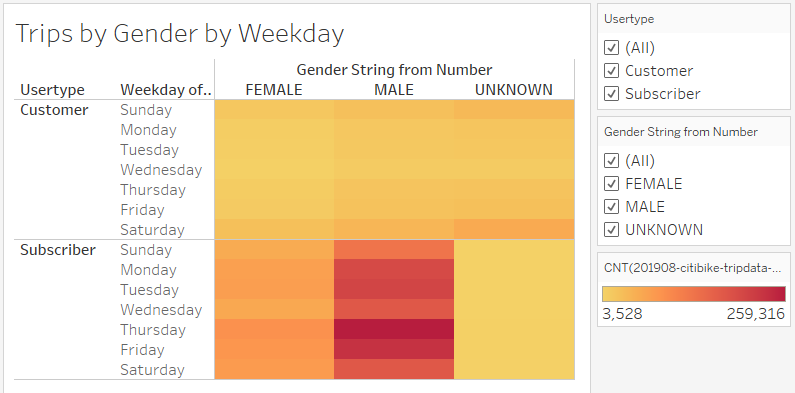 Trips by Gender by Weekday
Gender String from Number
Usertype Weekday of.. FEMALE MALE UNKNOWN
Customer Sunday
Monday
Tuesday
Wednesday
Thursday
Friday
Saturday
Subscriber Sunday
Monday
Tuesday
Wednesday
Thursday
Friday
Saturday
Usertype
(All)
Customer
Subscriber
Gender String from Number
(All)
FEMALE
MALE
UNKNOWN
CNT(201908-citibike-tripdata-...
3,528 259,316